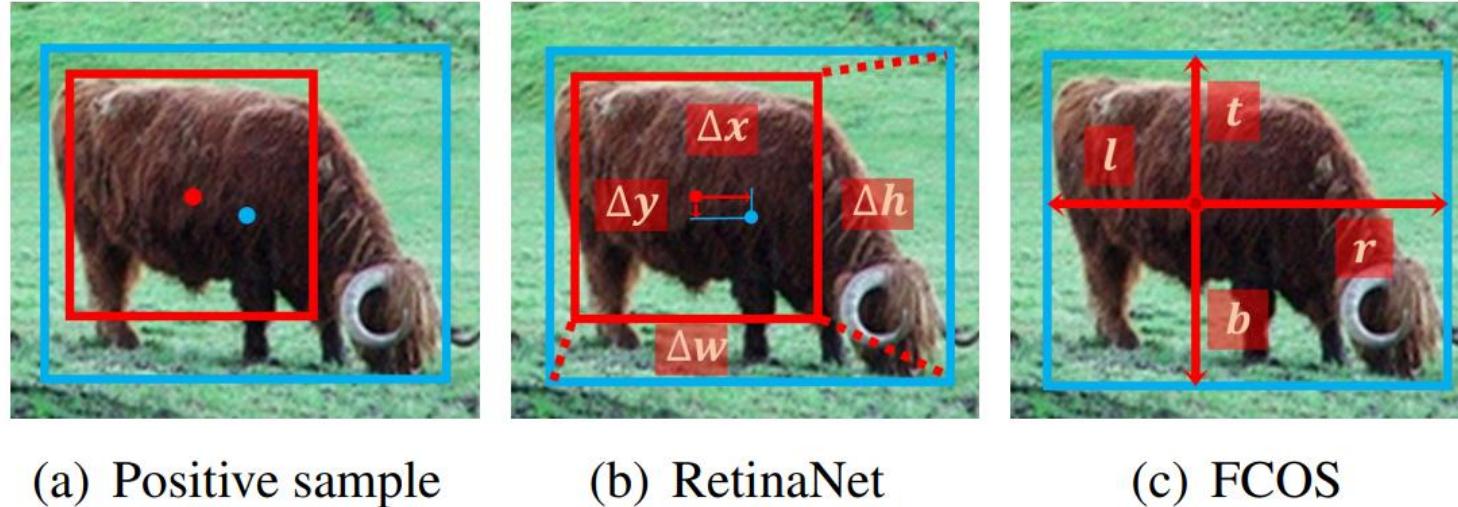 Δx
Δy
Δh
Δw
t
l
r
b
(a) Positive sample
(b) RetinaNet
(c) FCOS